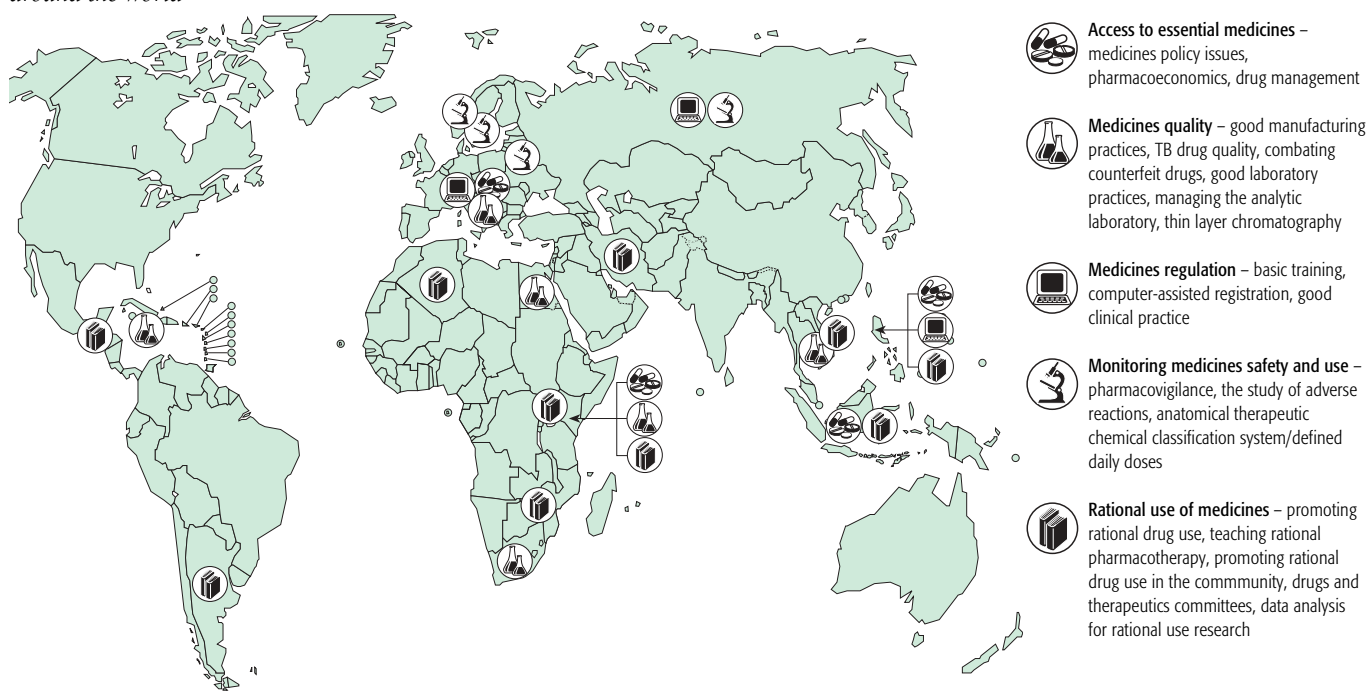 around the world
Access to essential medicines –
medicines policy issues,
pharmacoeconomics, drug management
Medicines quality – good manufacturing
practices, TB drug quality, combating
counterfeit drugs, good laboratory
practices, managing the analytic
laboratory, thin layer chromatography
Medicines regulation – basic training,
computer-assisted registration, good
clinical practice
Monitoring medicines safety and use –
pharmacovigilance, the study of adverse
reactions, anatomical therapeutic
chemical classification system/defined
daily doses
Rational use of medicines – promoting
rational drug use, teaching rational
pharmacotherapy, promoting rational
drug use in the commmunity, drugs and
therapeutics committees, data analysis
for rational use research